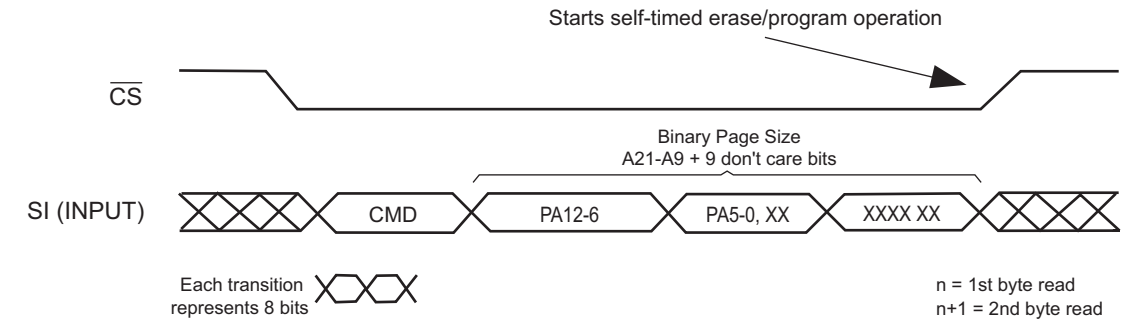 Starts self-timed erase/program operation
CS
Binary Page Size
A21-A9 + 9 don't care bits
SI (INPUT)
CMD
PA12-6
PA5-0, XX
XXXX XX
Each transition
represents 8 bits
n = 1st byte read
n+1 = 2nd byte read